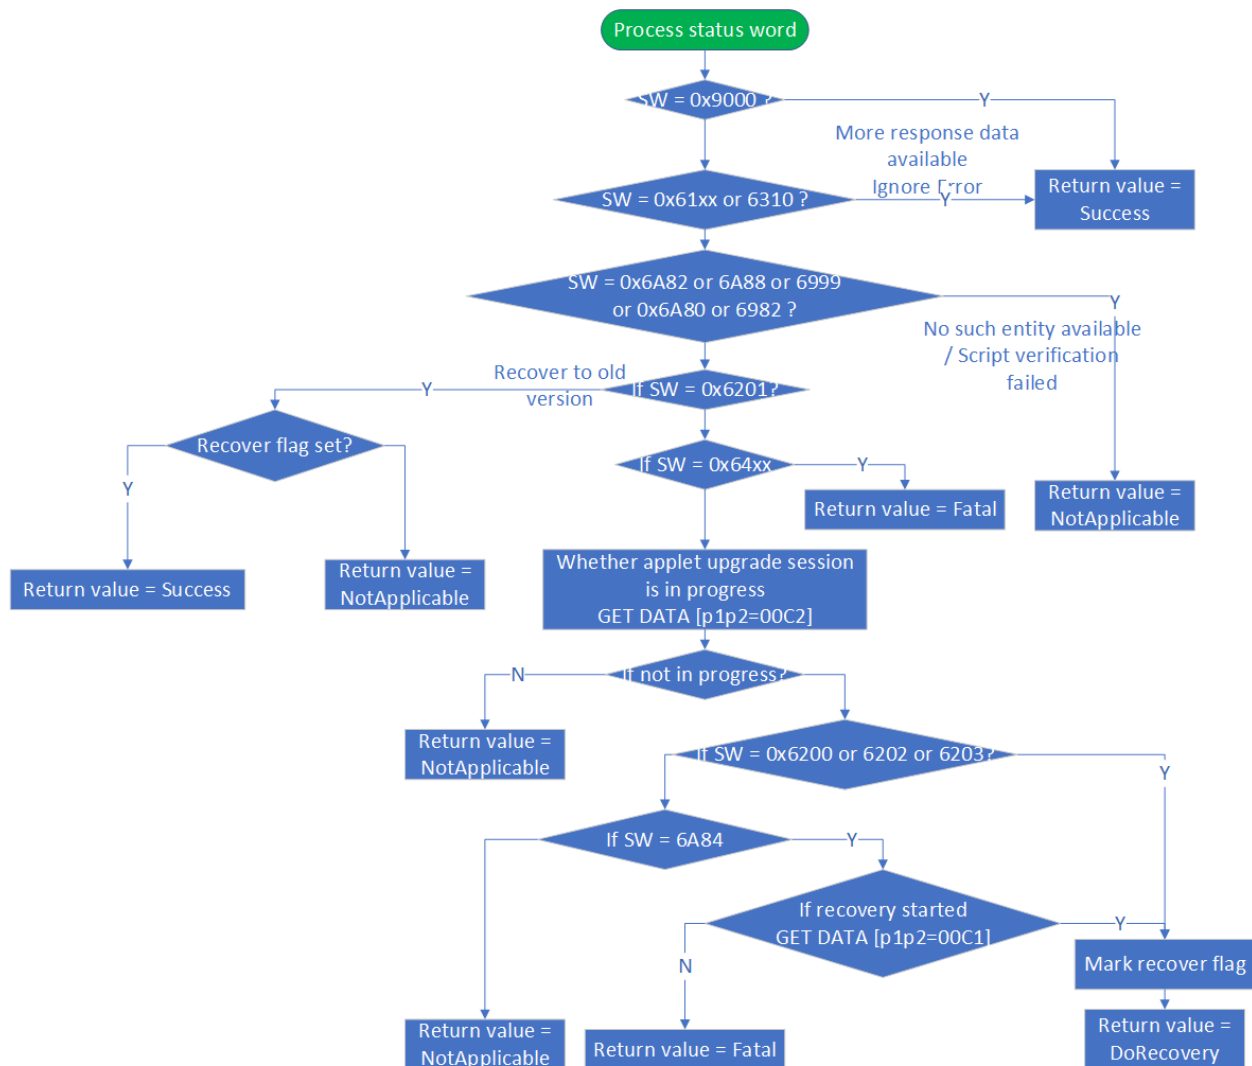 Process status word
SW = 0x9000 ?
Y
More response data
available
Ignore Error
SW = 0x61xx or 6310 ?
Y
Return value =
Success
SW = 0x6A82 or 6A88 or 6999
or 0x6A80 or 6982 ?
Y
No such entity available
/ Script verification
failed
Recover to old
version
Y
If SW = 0x6201?
Recover flag set?
Y
If SW = 0x64xx
Y
Return value = Fatal
Return value =
NotApplicable
Return value = Success
Return value =
NotApplicable
Whether applet upgrade session
is in progress
GET DATA [p1p2=00C2]
If not in progress?
N
Return value =
NotApplicable
If SW = 0x6200 or 6202 or 6203?
Y
If SW = 6A84
Y
If recovery started
GET DATA [p1p2=00C1]
Y
N
Mark recover flag
Return value =
NotApplicable
Return value = Fatal
Return value =
DoRecovery